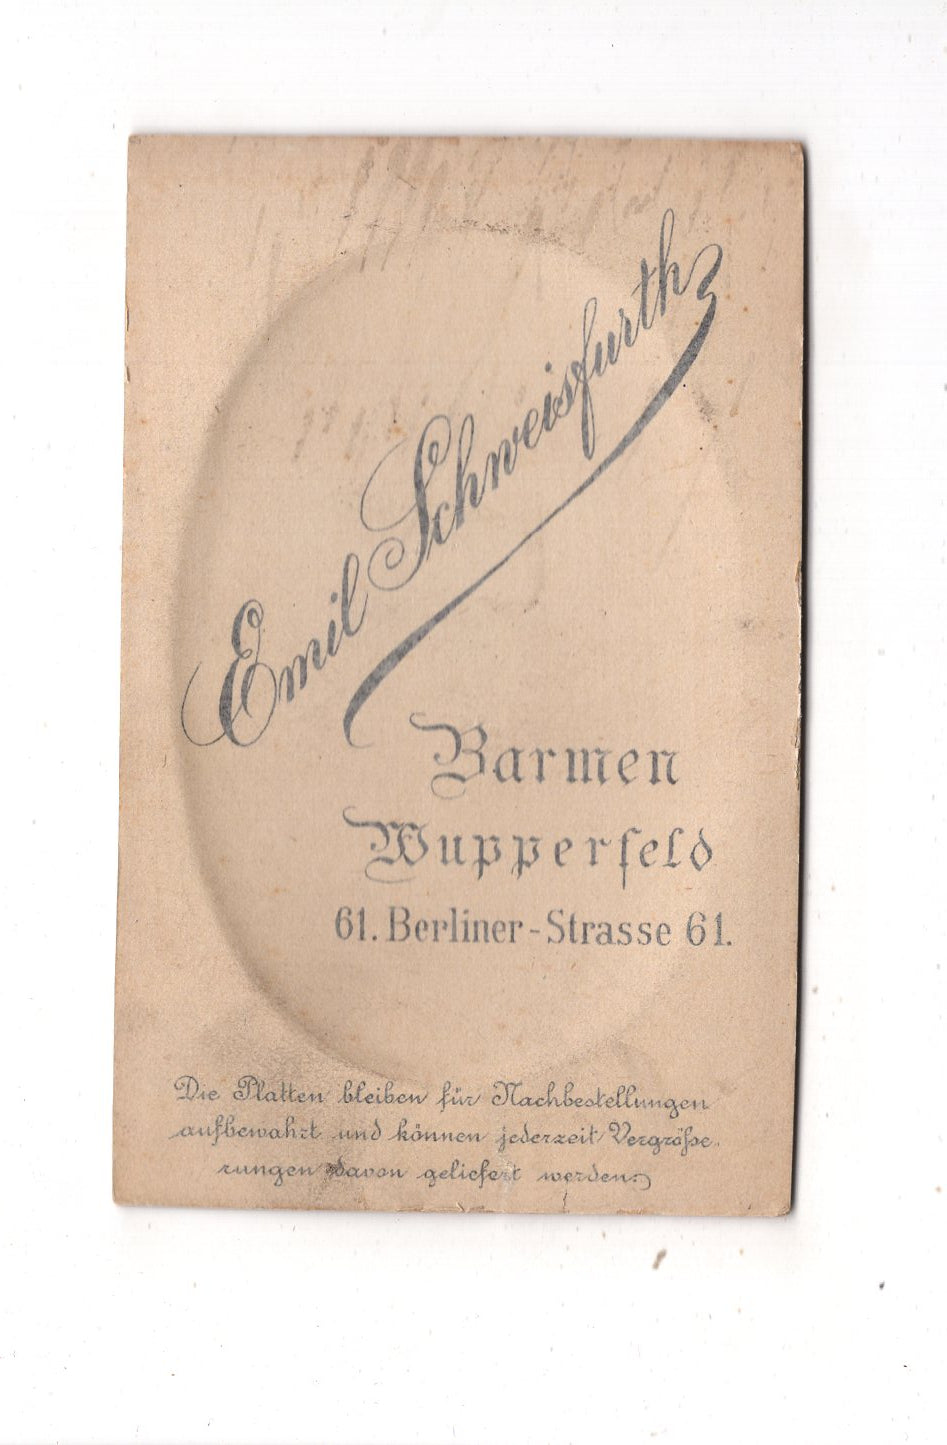 Emil Schweisfurth
Barmen
Wupperfeld
61. Berliner-Strasse 61.
Die Platten bleiben für Nachbestellungen
aufbewahrt und können jederzeit Vergröße-
rungen davon geliefert werden.